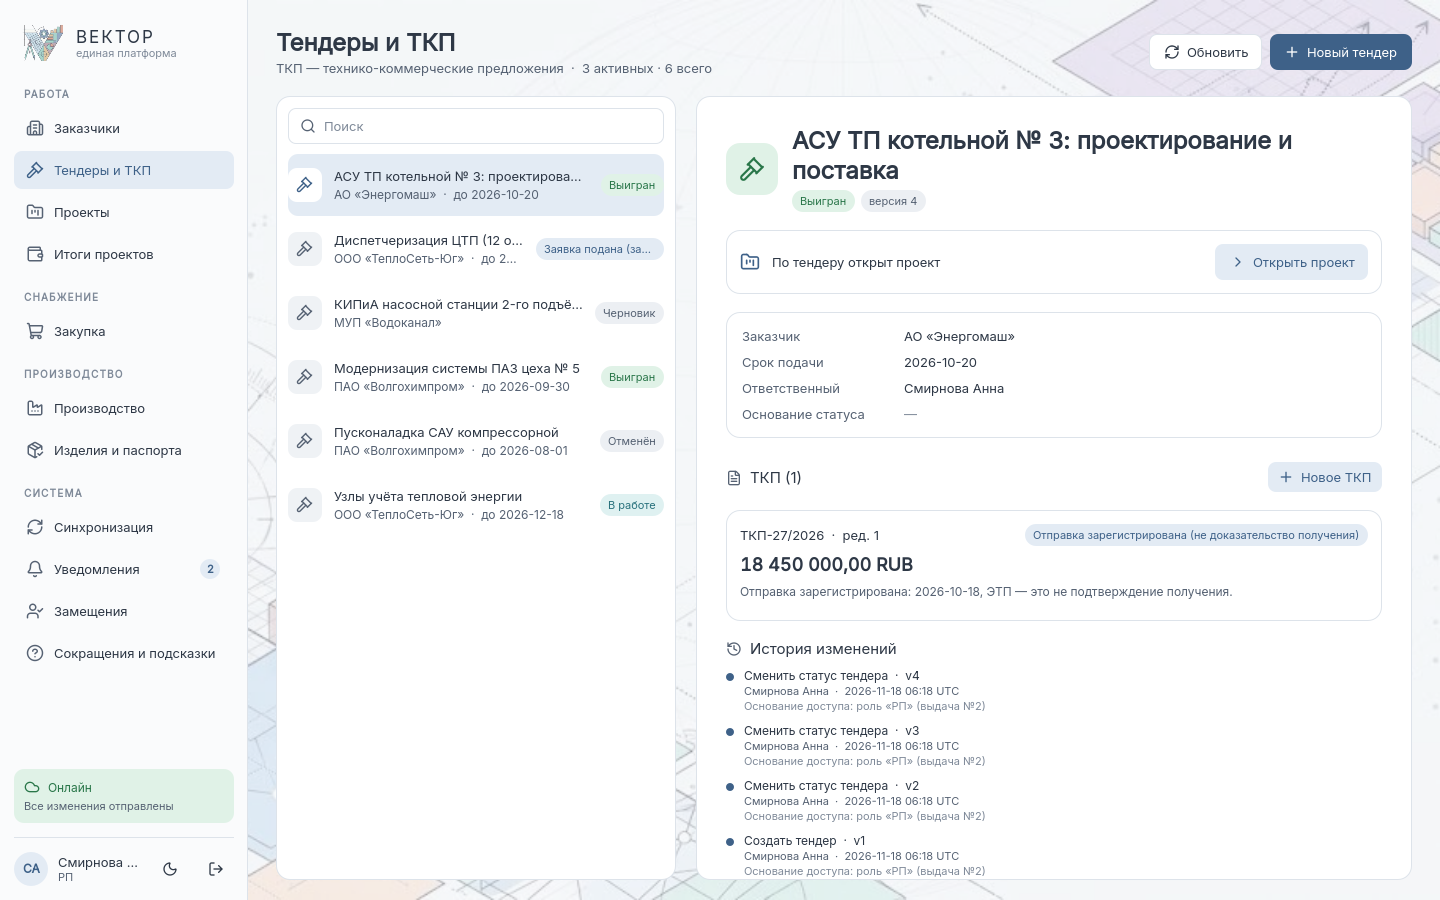 ВЕКТОР
единая платформа
РАБОТА
Заказчики
Тендеры и ТКП
Проекты
Итоги проектов
СНАБЖЕНИЕ
Закупка
ПРОИЗВОДСТВО
Производство
Изделия и паспорта
СИСТЕМА
Синхронизация
Уведомления 2
Замещения
Сокращения и подсказки
Онлайн
Все изменения отправлены
СА
Смирнова ...
РП
Тендеры и ТКП
ТКП — технико-коммерческие предложения · 3 активных · 6 всего
Обновить
Новый тендер
Поиск
АСУ ТП котельной № 3: проектирова...
АО «Энергомаш» · до 2026-10-20
Выигран
Диспетчеризация ЦТП (12 о...
ООО «ТеплоСеть-Юг» · до 2...
Заявка подана (за...
КИПиА насосной станции 2-го подъё...
МУП «Водоканал»
Черновик
Модернизация системы ПАЗ цеха № 5
ПАО «Волгохимпром» · до 2026-09-30
Выигран
Пусконаладка САУ компрессорной
ПАО «Волгохимпром» · до 2026-08-01
Отменён
Узлы учёта тепловой энергии
ООО «ТеплоСеть-Юг» · до 2026-12-18
В работе
АСУ ТП котельной № 3: проектирование и
поставка
Выигран
версия 4
По тендеру открыт проект
Открыть проект
Заказчик АО «Энергомаш»
Срок подачи 2026-10-20
Ответственный Смирнова Анна
Основание статуса —
ТКП (1)
Новое ТКП
ТКП-27/2026 · ред. 1
Отправка зарегистрирована (не доказательство получения)
18 450 000,00 RUB
Отправка зарегистрирована: 2026-10-18, ЭТП — это не подтверждение получения.
История изменений
Сменить статус тендера · v4
Смирнова Анна · 2026-11-18 06:18 UTC
Основание доступа: роль «РП» (выдача №2)
Сменить статус тендера · v3
Смирнова Анна · 2026-11-18 06:18 UTC
Основание доступа: роль «РП» (выдача №2)
Сменить статус тендера · v2
Смирнова Анна · 2026-11-18 06:18 UTC
Основание доступа: роль «РП» (выдача №2)
Создать тендер · v1
Смирнова Анна · 2026-11-18 06:18 UTC
Основание доступа: роль «РП» (выдача №2)